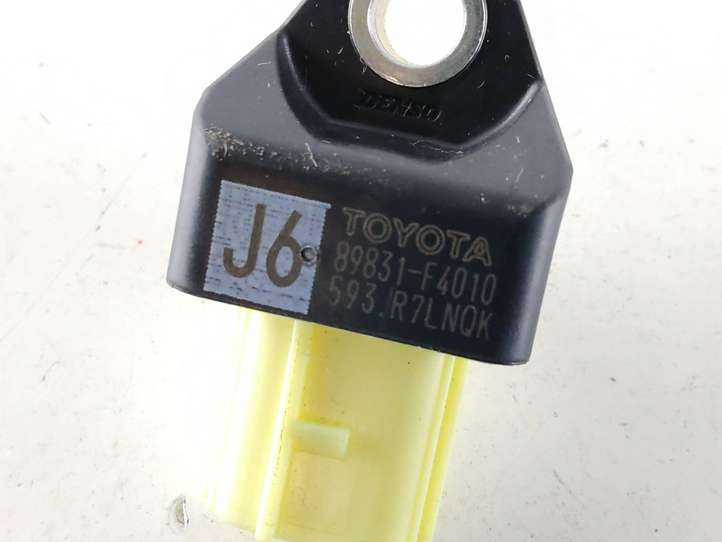 DENSO
J6
TOYOTA
89831-F4010
593.R7LNQK